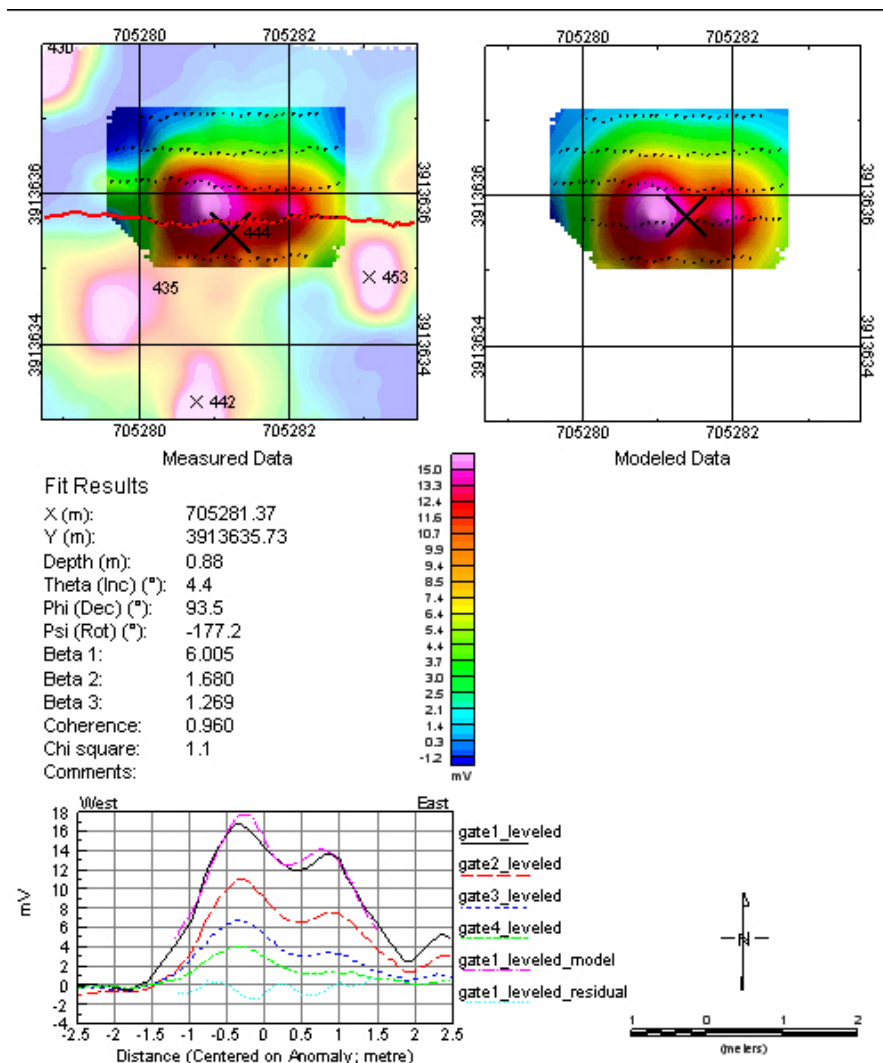 705280 705282
705280 705282
430
3913636
3913636
3913636
3913636
444
453
435
3913634
3913634
3913634
3913634
442
705280 705282
705280 705282
Measured Data
Modeled Data
Fit Results
X (m): 705281.37
Y (m): 3913635.73
Depth (m): 0.88
Theta (Inc) (°): 4.4
Phi (Dec) (°): 93.5
Psi (Rot) (°): -177.2
Beta 1: 6.005
Beta 2: 1.680
Beta 3: 1.269
Coherence: 0.960
Chi square: 1.1
Comments:
15.0
13.3
12.4
11.6
10.7
9.9
9.2
8.5
7.8
7.1
6.4
5.4
4.4
3.7
3.0
2.5
2.1
1.4
0.3
-1.2
mV
West East
18
16
14
12
10
8
6
4
2
0
-2
-4
mV
-2.5 -2 -1.5 -1 -0.5 0 0.5 1 1.5 2 2.5
Distance (Centered on Anomaly; metre)
gate1_leveled
gate2_leveled
gate3_leveled
gate4_leveled
gate1_leveled_model
gate1_leveled_residual
N
1 0 1 2
(meters)